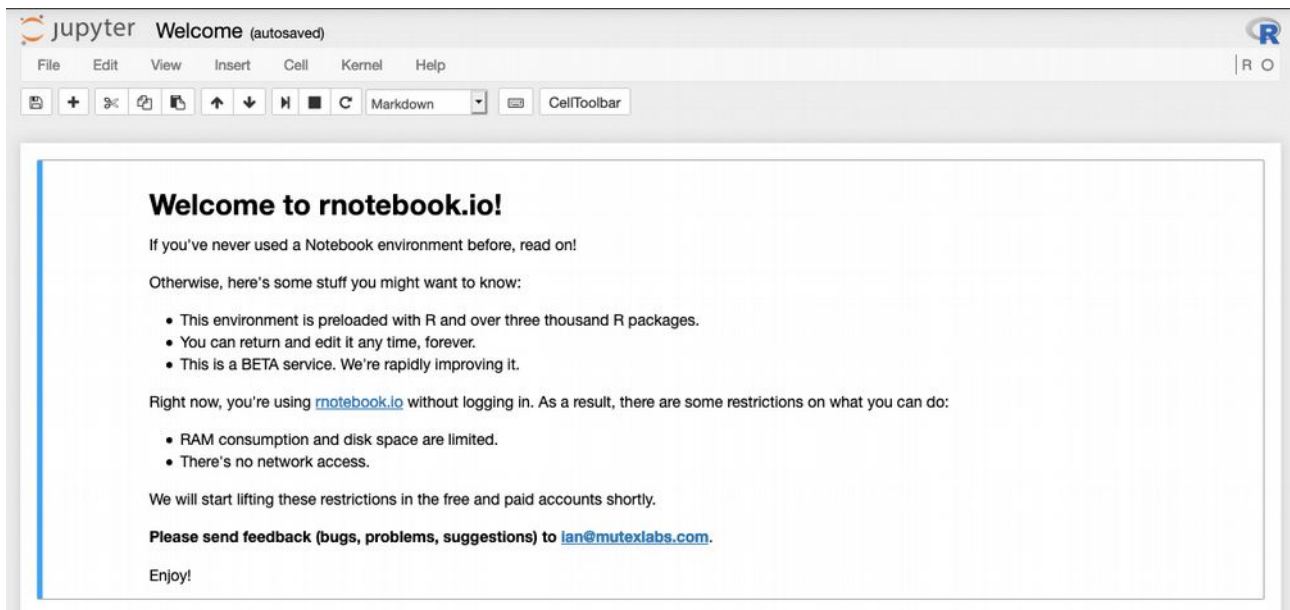 jupyter Welcome (autosaved)
R
File Edit View Insert Cell Kernel Help
R
Markdown CellToolbar
Welcome to rnotebook.io!
If you've never used a Notebook environment before, read on!
Otherwise, here's some stuff you might want to know:
• This environment is preloaded with R and over three thousand R packages.
• You can return and edit it any time, forever.
• This is a BETA service. We're rapidly improving it.
Right now, you're using rnotebook.io without logging in. As a result, there are some restrictions on what you can do:
• RAM consumption and disk space are limited.
• There's no network access.
We will start lifting these restrictions in the free and paid accounts shortly.
Please send feedback (bugs, problems, suggestions) to ian@mutexlabs.com.
Enjoy!